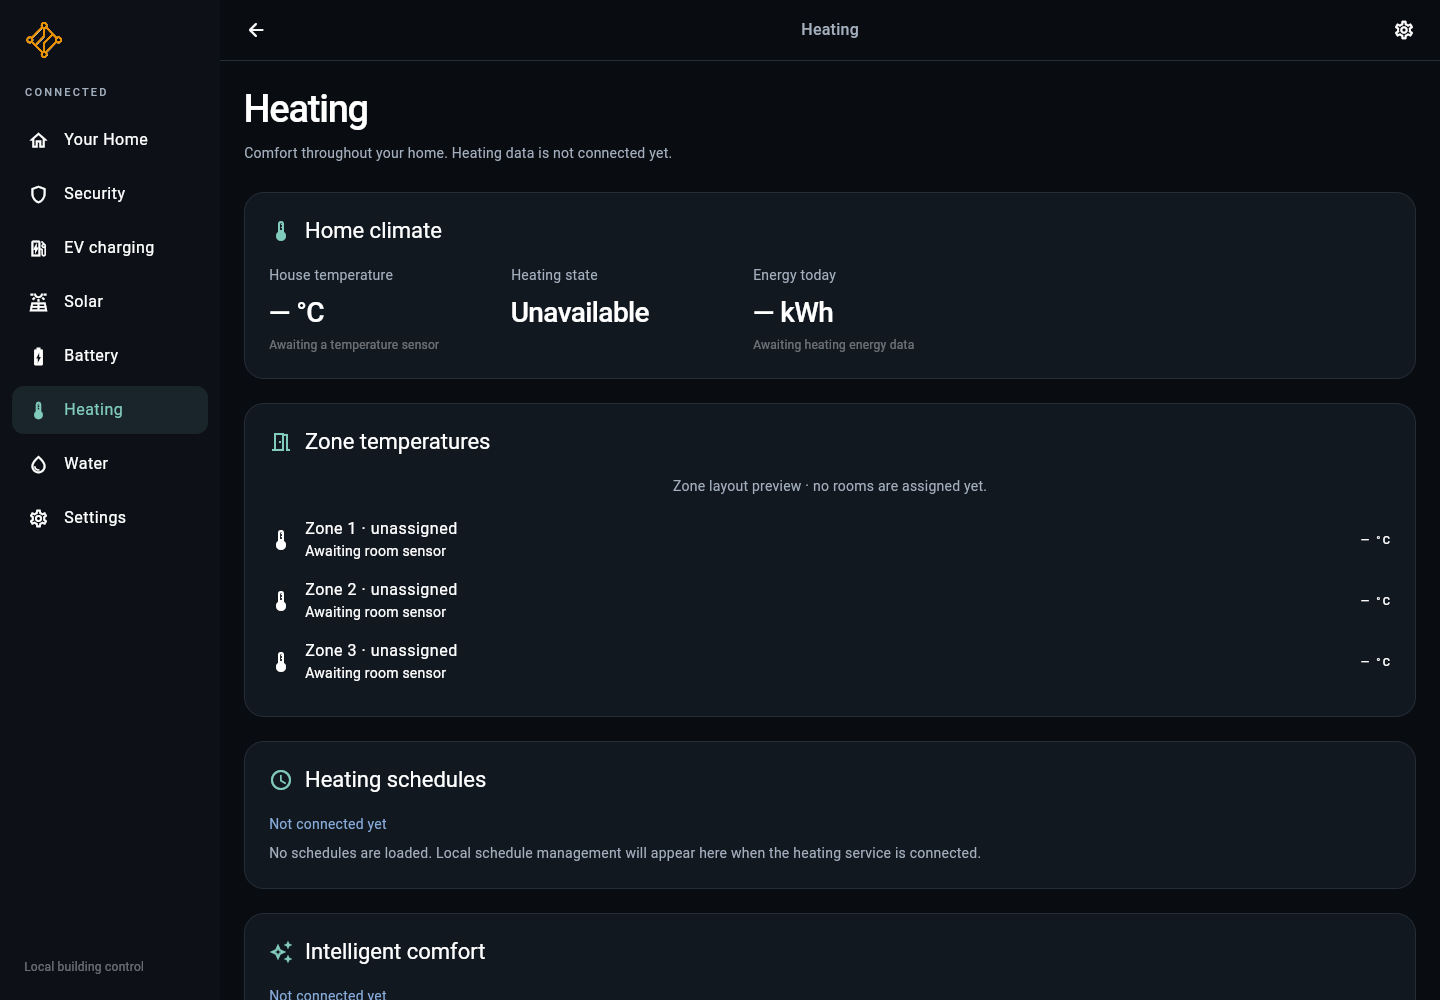 Heating
CONNECTED
Your Home
Security
EV charging
Solar
Battery
Heating
Water
Settings
Local building control
Heating
Comfort throughout your home. Heating data is not connected yet.
Home climate
House temperature
— °C
Awaiting a temperature sensor
Heating state
Unavailable
Energy today
— kWh
Awaiting heating energy data
Zone temperatures
Zone layout preview · no rooms are assigned yet.
Zone 1 · unassigned
Awaiting room sensor
— °C
Zone 2 · unassigned
Awaiting room sensor
— °C
Zone 3 · unassigned
Awaiting room sensor
— °C
Heating schedules
Not connected yet
No schedules are loaded. Local schedule management will appear here when the heating service is connected.
Intelligent comfort
Not connected yet